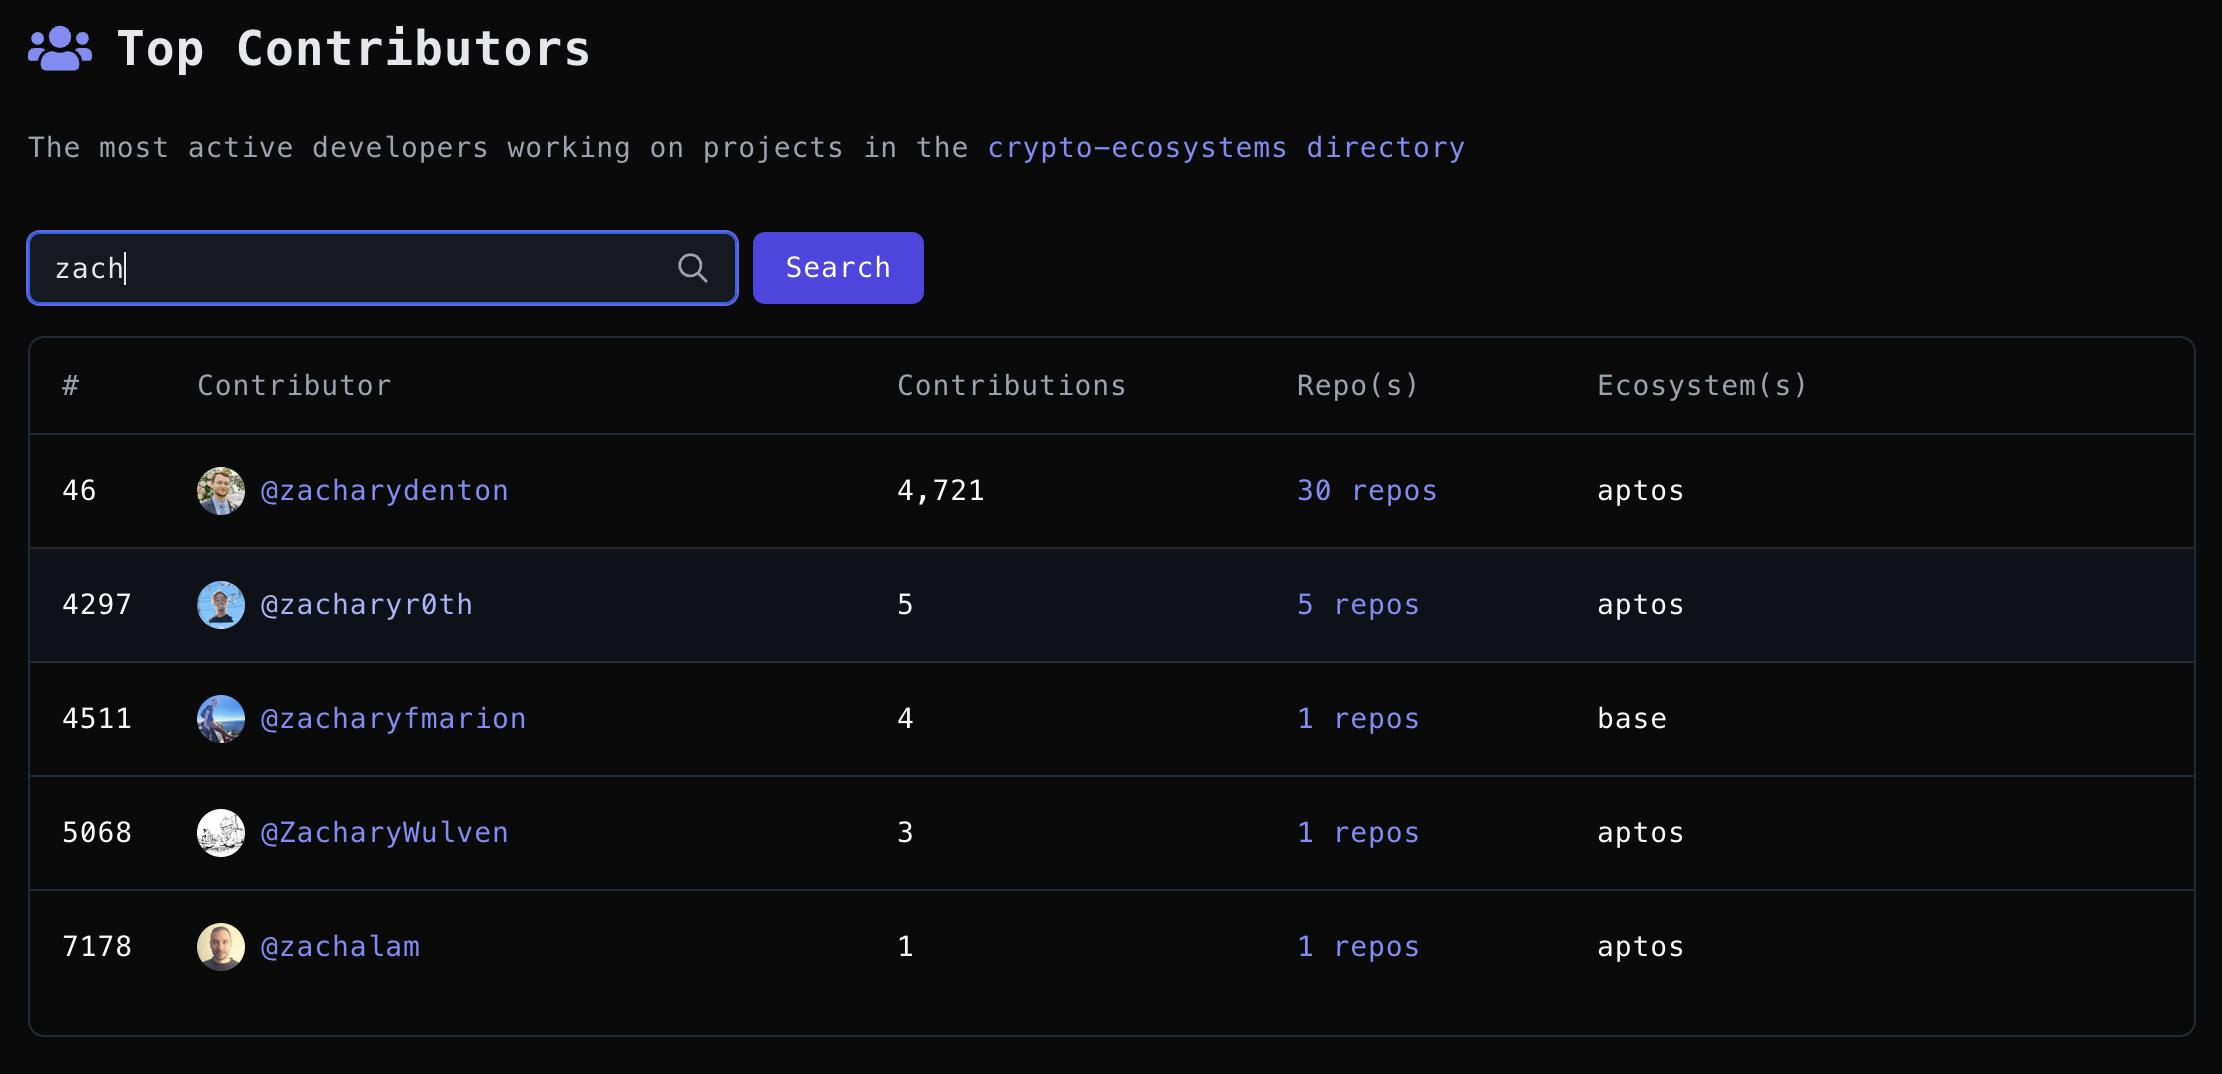 Top Contributors
The most active developers working on projects in the crypto-ecosystems directory
zach
Search
# Contributor Contributions Repo(s) Ecosystem(s)
46 @zacharydenton 4,721 30 repos aptos
4297 @zacharyr0th 5 5 repos aptos
4511 @zacharyfmarion 4 1 repos base
5068 @ZacharyWulven 3 1 repos aptos
7178 @zachalam 1 1 repos aptos